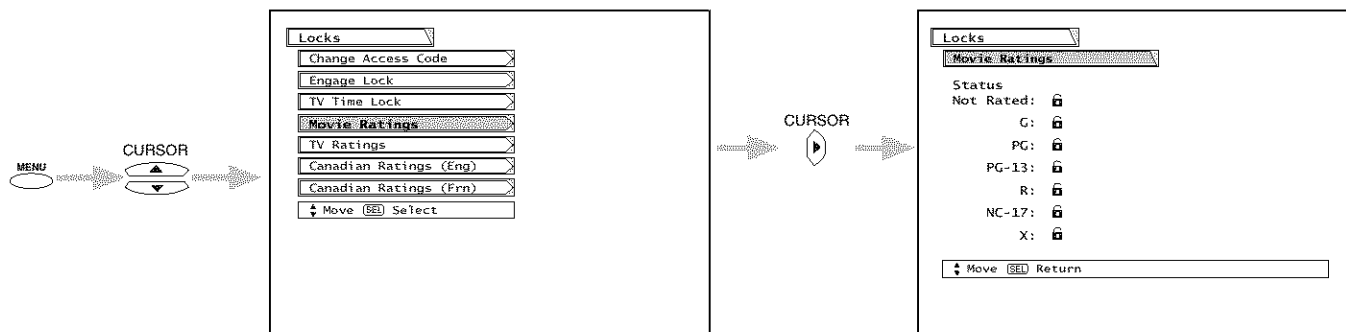 MENU
CURSOR
Locks
Change Access Code
Engage Lock
TV Time Lock
Movie Ratings
TV Ratings
Canadian Ratings (Eng)
Canadian Ratings (Frn)
Move SEL Select
CURSOR
Locks
Movie Ratings
Status
Not Rated:
G:
PG:
PG-13:
R:
NC-17:
X:
Move SEL Return